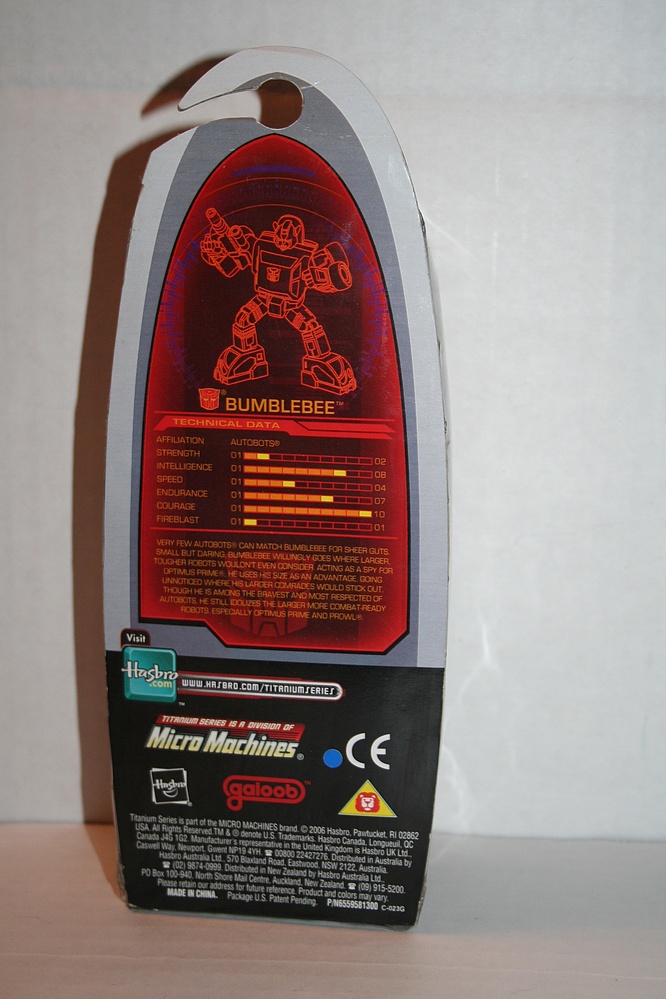 BUMBLEBEE™
TECHNICAL DATA
AFFILIATION AUTOBOTS®
STRENGTH 01 02
INTELLIGENCE 01 08
SPEED 01 04
ENDURANCE 01 07
COURAGE 01 10
FIREBLAST 01 01
VERY FEW AUTOBOTS® CAN MATCH BUMBLEBEE FOR SHEER GUTS.
SMALL BUT DARING, BUMBLEBEE WILLINGLY GOES WHERE LARGER,
TOUGHER ROBOTS WOULDN'T EVEN CONSIDER. ACTING AS A SPY FOR
OPTIMUS PRIME®, HE USES HIS SIZE AS AN ADVANTAGE, GOING
UNNOTICED WHERE HIS LARGER COMRADES WOULD STICK OUT.
THOUGH HE IS AMONG THE BRAVEST AND MOST RESPECTED OF
AUTOBOTS, HE STILL IDOLIZES THE LARGER MORE COMBAT-READY
ROBOTS, ESPECIALLY OPTIMUS PRIME AND PROWL®.
Visit
Hasbro
.com
™
WWW.HASBRO.COM/TITANIUMSERIES
TITANIUM SERIES IS A DIVISION OF
Micro Machines®
CE
Hasbro®
galoob™
Titanium Series is part of the MICRO MACHINES brand. © 2006 Hasbro, Pawtucket, RI 02862
USA. All Rights Reserved. TM & ® denote U.S. Trademarks. Hasbro Canada, Longueuil, QC
Canada J4G 1G2. Manufacturer's representative in the United Kingdom is Hasbro UK Ltd.,
Caswell Way, Newport, Gwent NP19 4YH. ☎ 00800 22427276. Distributed in Australia by
Hasbro Australia Ltd., 570 Blaxland Road, Eastwood, NSW 2122, Australia.
☎ (02) 9874-0999. Distributed in New Zealand by Hasbro Australia Ltd.,
PO Box 100-940, North Shore Mail Centre, Auckland, New Zealand. ☎ (09) 915-5200.
Please retain our address for future reference. Product and colors may vary.
MADE IN CHINA. Package U.S. Patent Pending. P/N6559581300 C-023G